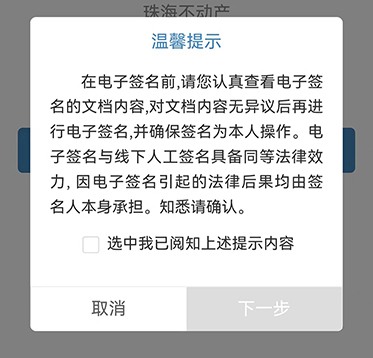 珠海不动产
温馨提示
在电子签名前,请您认真查看电子签
名的文档内容,对文档内容无异议后再进
行电子签名,并确保签名为本人操作。电
子签名与线下人工签名具备同等法律效
力, 因电子签名引起的法律后果均由签
名人本身承担。知悉请确认。
选中我已阅知上述提示内容
取消
下一步